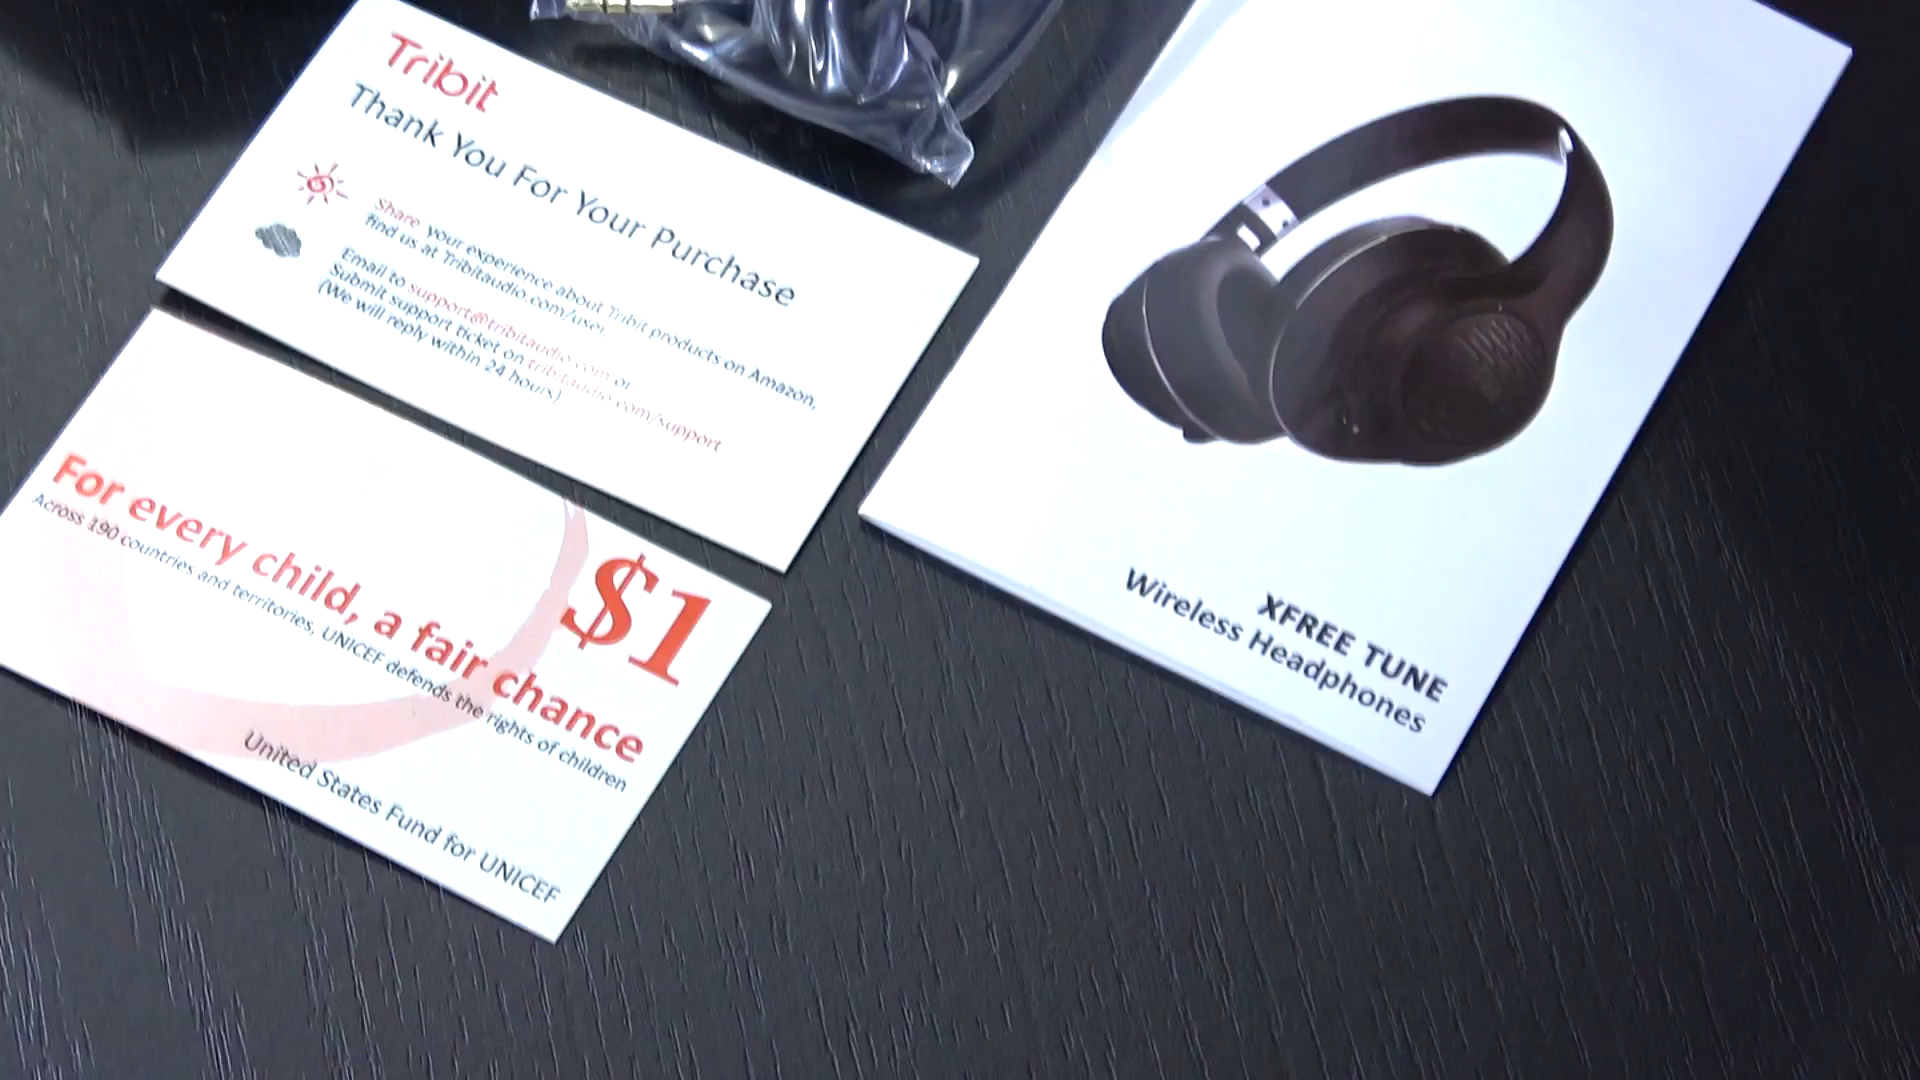 Tribit
Thank You For Your Purchase
Share your experience about Tribit products on Amazon,
find us at Tribitaudio.com/user.
Email to support@tribitaudio.com or
Submit support ticket on tribitaudio.com/support
(We will reply within 24 hours)
$1
For every child, a fair chance
Across 190 countries and territories, UNICEF defends the rights of children
United States Fund for UNICEF
XFREE TUNE
Wireless Headphones